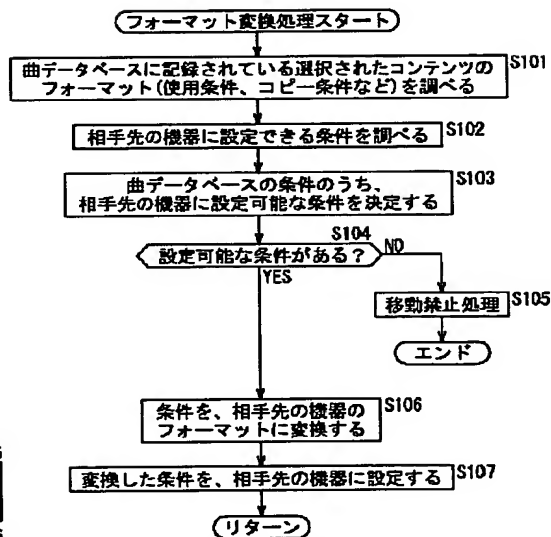 フォーマット変換処理スタート
曲データベースに記録されている選択されたコンテンツの
フォーマット(使用条件、コピー条件など)を調べる
S101
相手先の機器に設定できる条件を調べる
S102
曲データベースの条件のうち、
相手先の機器に設定可能な条件を決定する
S103
S104
設定可能な条件がある?
NO
YES
移動禁止処理
S105
エンド
条件を、相手先の機器の
フォーマットに変換する
S106
変換した条件を、相手先の機器に設定する
S107
リターン